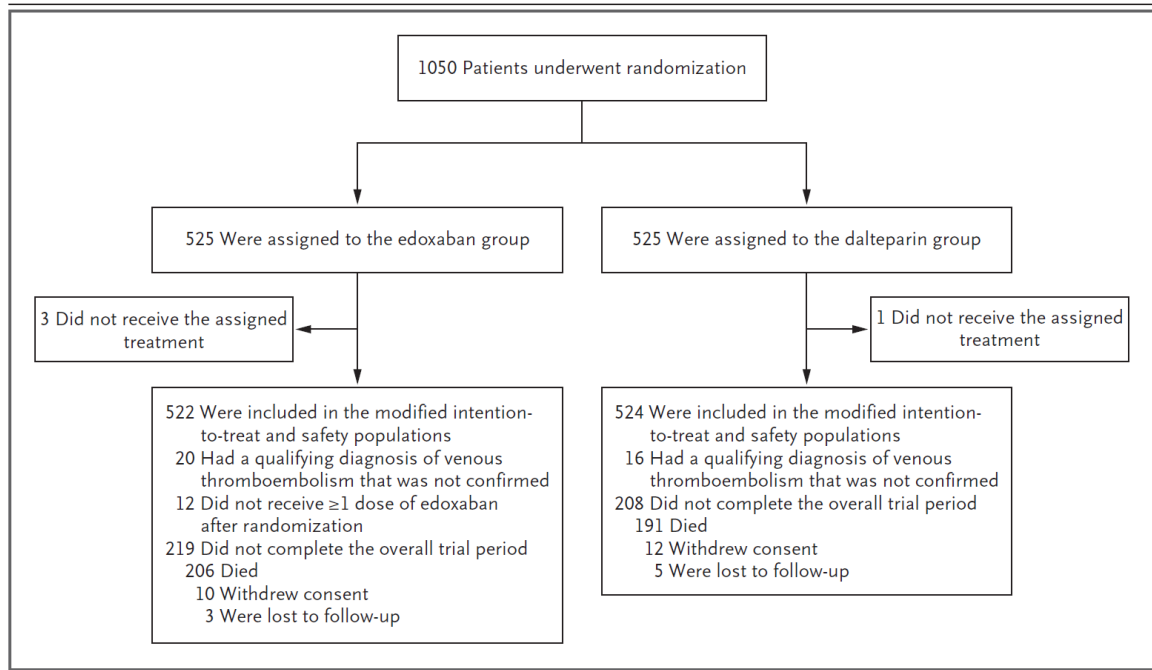 1050 Patients underwent randomization
525 Were assigned to the edoxaban group
525 Were assigned to the dalteparin group
3 Did not receive the assigned
treatment
1 Did not receive the assigned
treatment
522 Were included in the modified intention-
to-treat and safety populations
20 Had a qualifying diagnosis of venous
thromboembolism that was not confirmed
12 Did not receive ≥1 dose of edoxaban
after randomization
219 Did not complete the overall trial period
206 Died
10 Withdrew consent
3 Were lost to follow-up
524 Were included in the modified intention-
to-treat and safety populations
16 Had a qualifying diagnosis of venous
thromboembolism that was not confirmed
208 Did not complete the overall trial period
191 Died
12 Withdrew consent
5 Were lost to follow-up